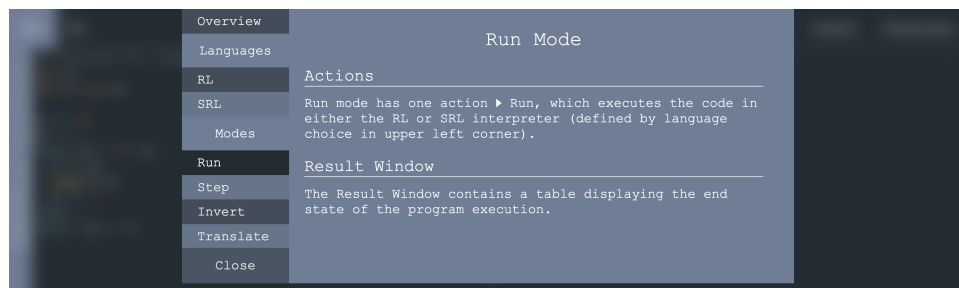 Overview
Languages
RL
SRL
Modes
Run
Step
Invert
Translate
Close
Run Mode
Actions
Run mode has one action ▶ Run, which executes the code in
either the RL or SRL interpreter (defined by language
choice in upper left corner).
Result Window
The Result Window contains a table displaying the end
state of the program execution.